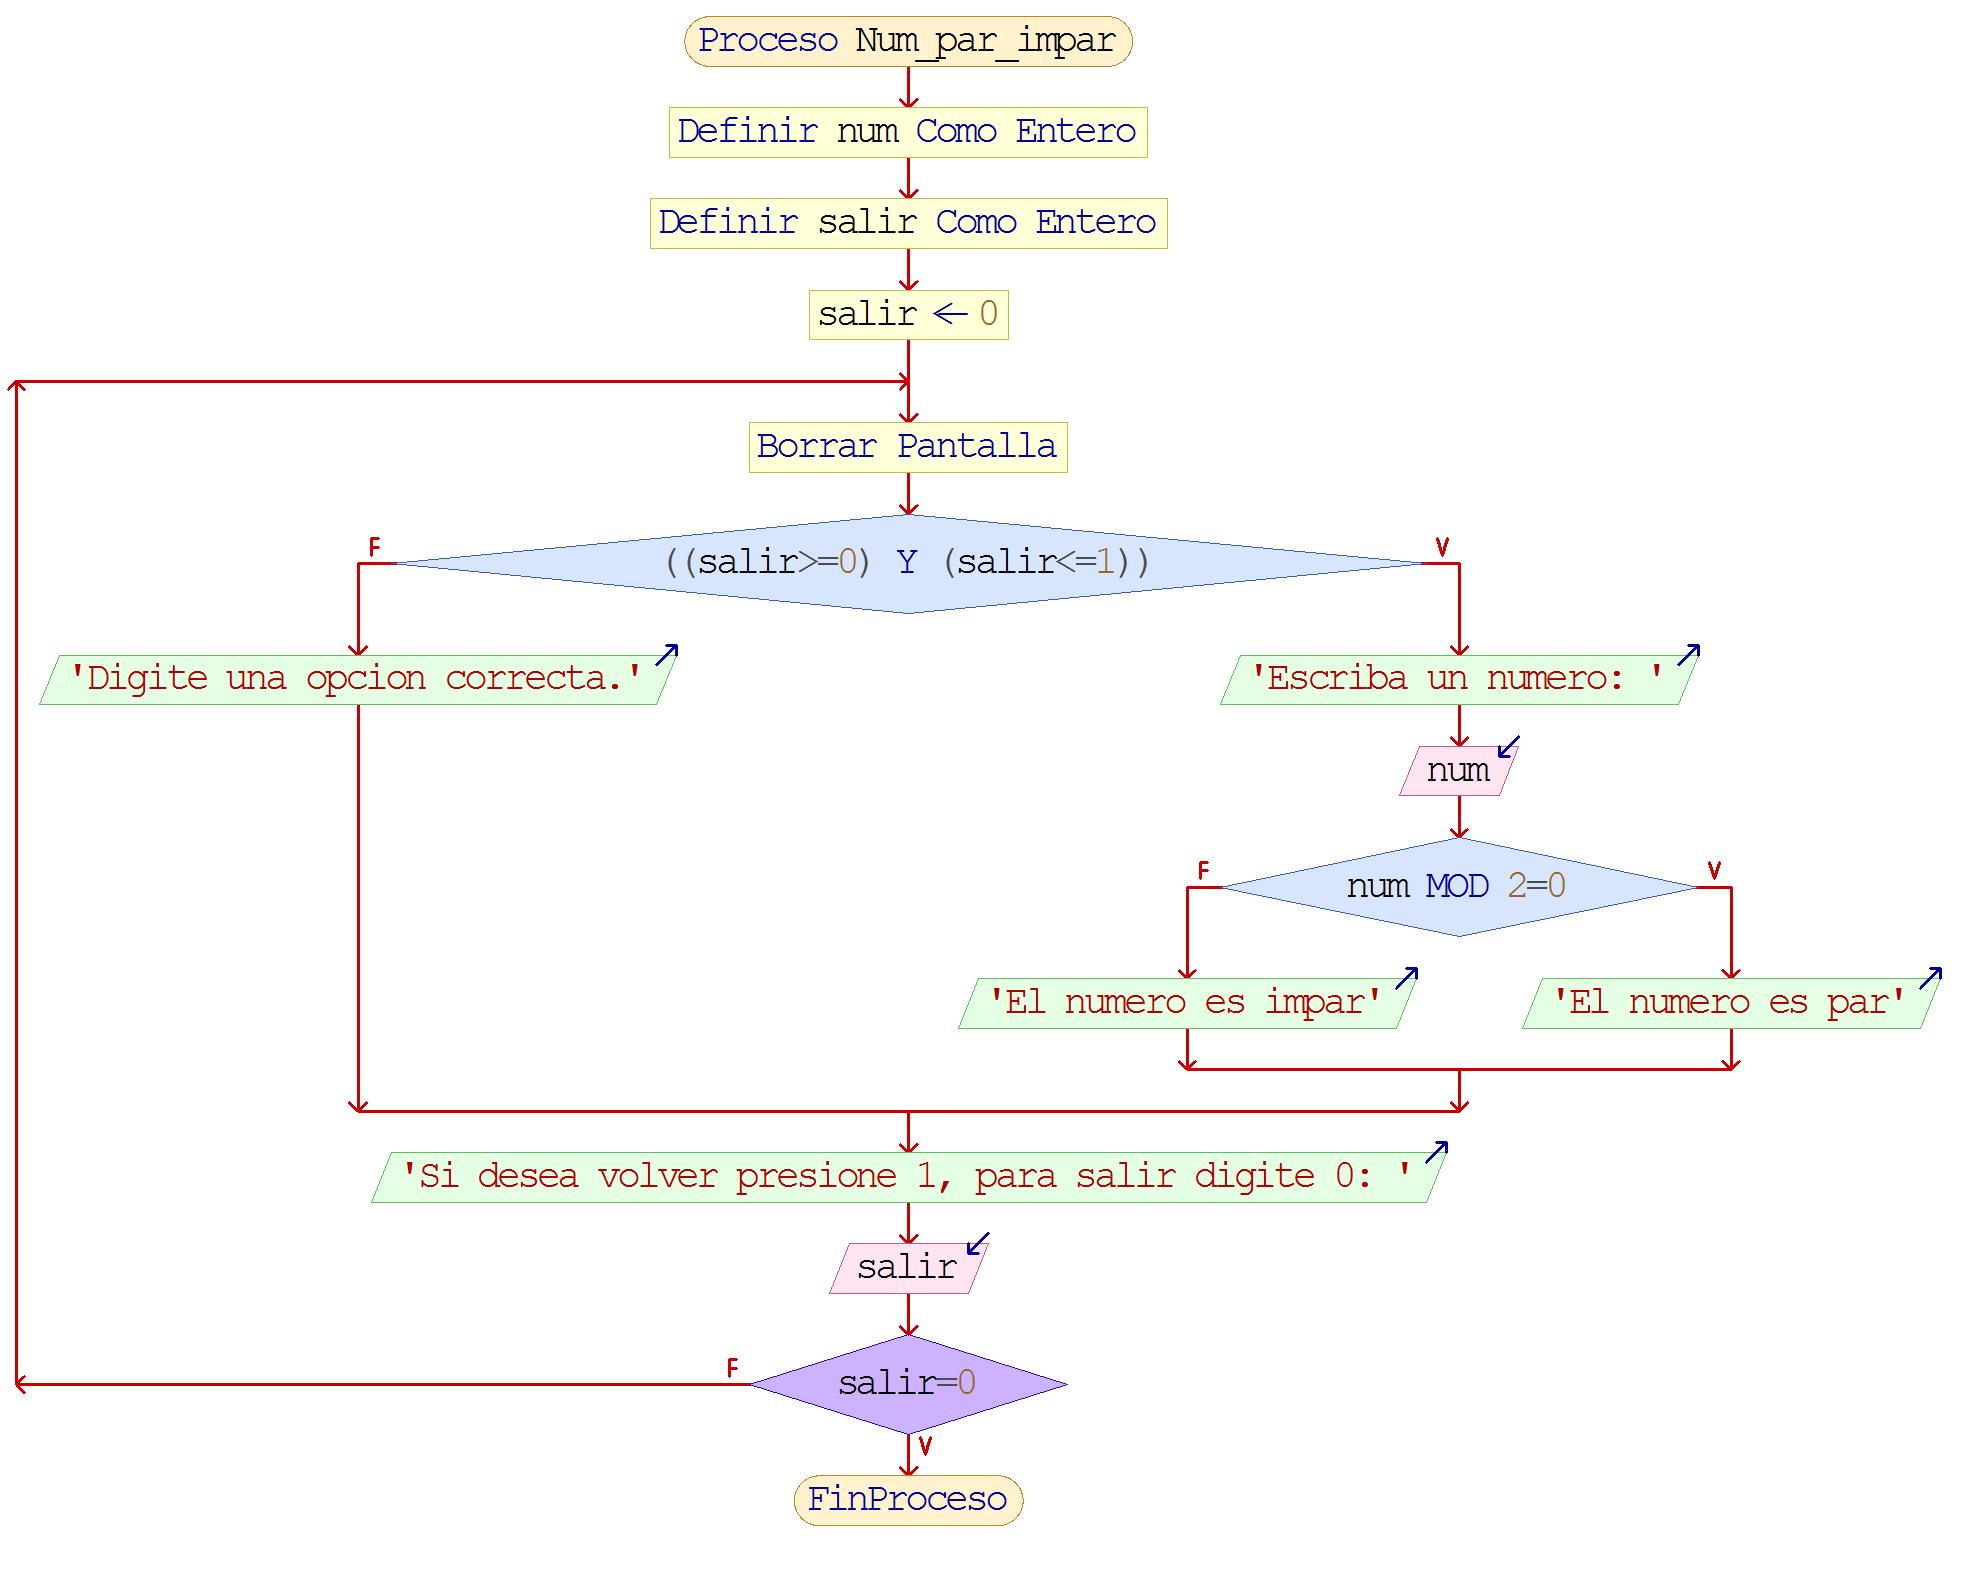 Proceso Num_par_impar
Definir num Como Entero
Definir salir Como Entero
salir ← 0
Borrar Pantalla
((salir>=0) Y (salir<=1))
F
V
'Digite una opcion correcta.'
'Escriba un numero: '
num
num MOD 2=0
F
V
'El numero es impar'
'El numero es par'
'Si desea volver presione 1, para salir digite 0: '
salir
salir=0
F
V
FinProceso